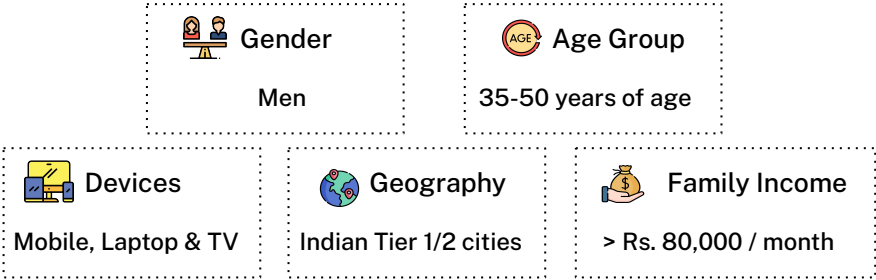 Gender
Men
AGE
Age Group
35-50 years of age
Devices
Mobile, Laptop & TV
Geography
Indian Tier 1/2 cities
$
Family Income
> Rs. 80,000 / month